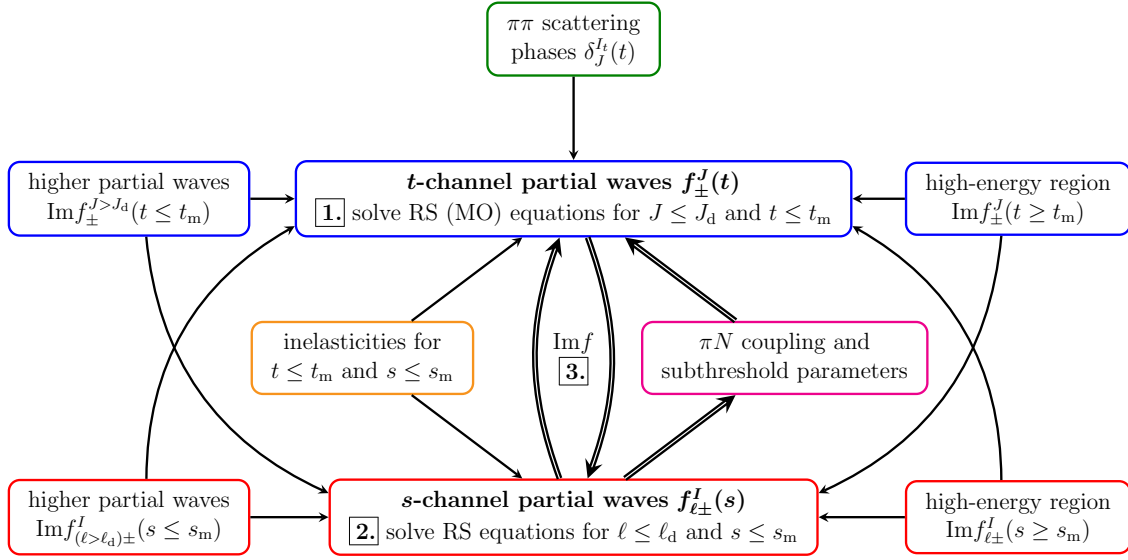 ππ scattering
phases δ_J^{I_t}(t)
higher partial waves
Im f_±^{J>J_d}(t ≤ t_m)
t-channel partial waves f_±^J(t)
1. solve RS (MO) equations for J ≤ J_d and t ≤ t_m
high-energy region
Im f_±^J(t ≥ t_m)
inelasticities for
t ≤ t_m and s ≤ s_m
Im f
3.
πN coupling and
subthreshold parameters
higher partial waves
Im f_{(ℓ>ℓ_d)±}^I(s ≤ s_m)
s-channel partial waves f_{ℓ±}^I(s)
2. solve RS equations for ℓ ≤ ℓ_d and s ≤ s_m
high-energy region
Im f_{ℓ±}^I(s ≥ s_m)